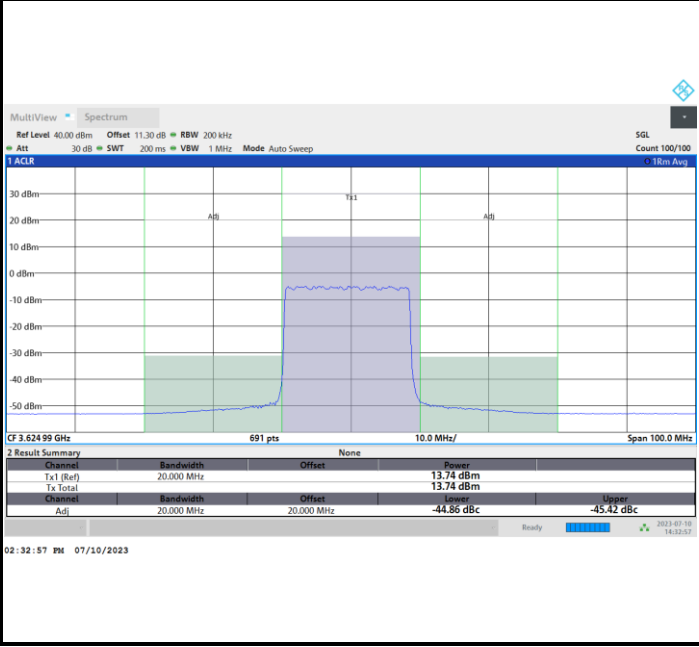 MultiView Spectrum
Ref Level 40.00 dBm Offset 11.30 dB RBW 200 kHz SGL
Att 30 dB SWT 200 ms VBW 1 MHz Mode Auto Sweep Count 100/100
1 ACLR 1Rm Avg
Tx1
Adj Adj
30 dBm
20 dBm
10 dBm
0 dBm
-10 dBm
-20 dBm
-30 dBm
-40 dBm
-50 dBm
CF 3.624 99 GHz 691 pts 10.0 MHz/ Span 100.0 MHz
2 Result Summary None
Channel Bandwidth Offset Power
Tx1 (Ref) 20.000 MHz 13.74 dBm
Tx Total 13.74 dBm
Channel Bandwidth Offset Lower Upper
Adj 20.000 MHz 20.000 MHz -44.86 dBc -45.42 dBc
Ready 2023-07-10
14:32:57
02:32:57 PM 07/10/2023